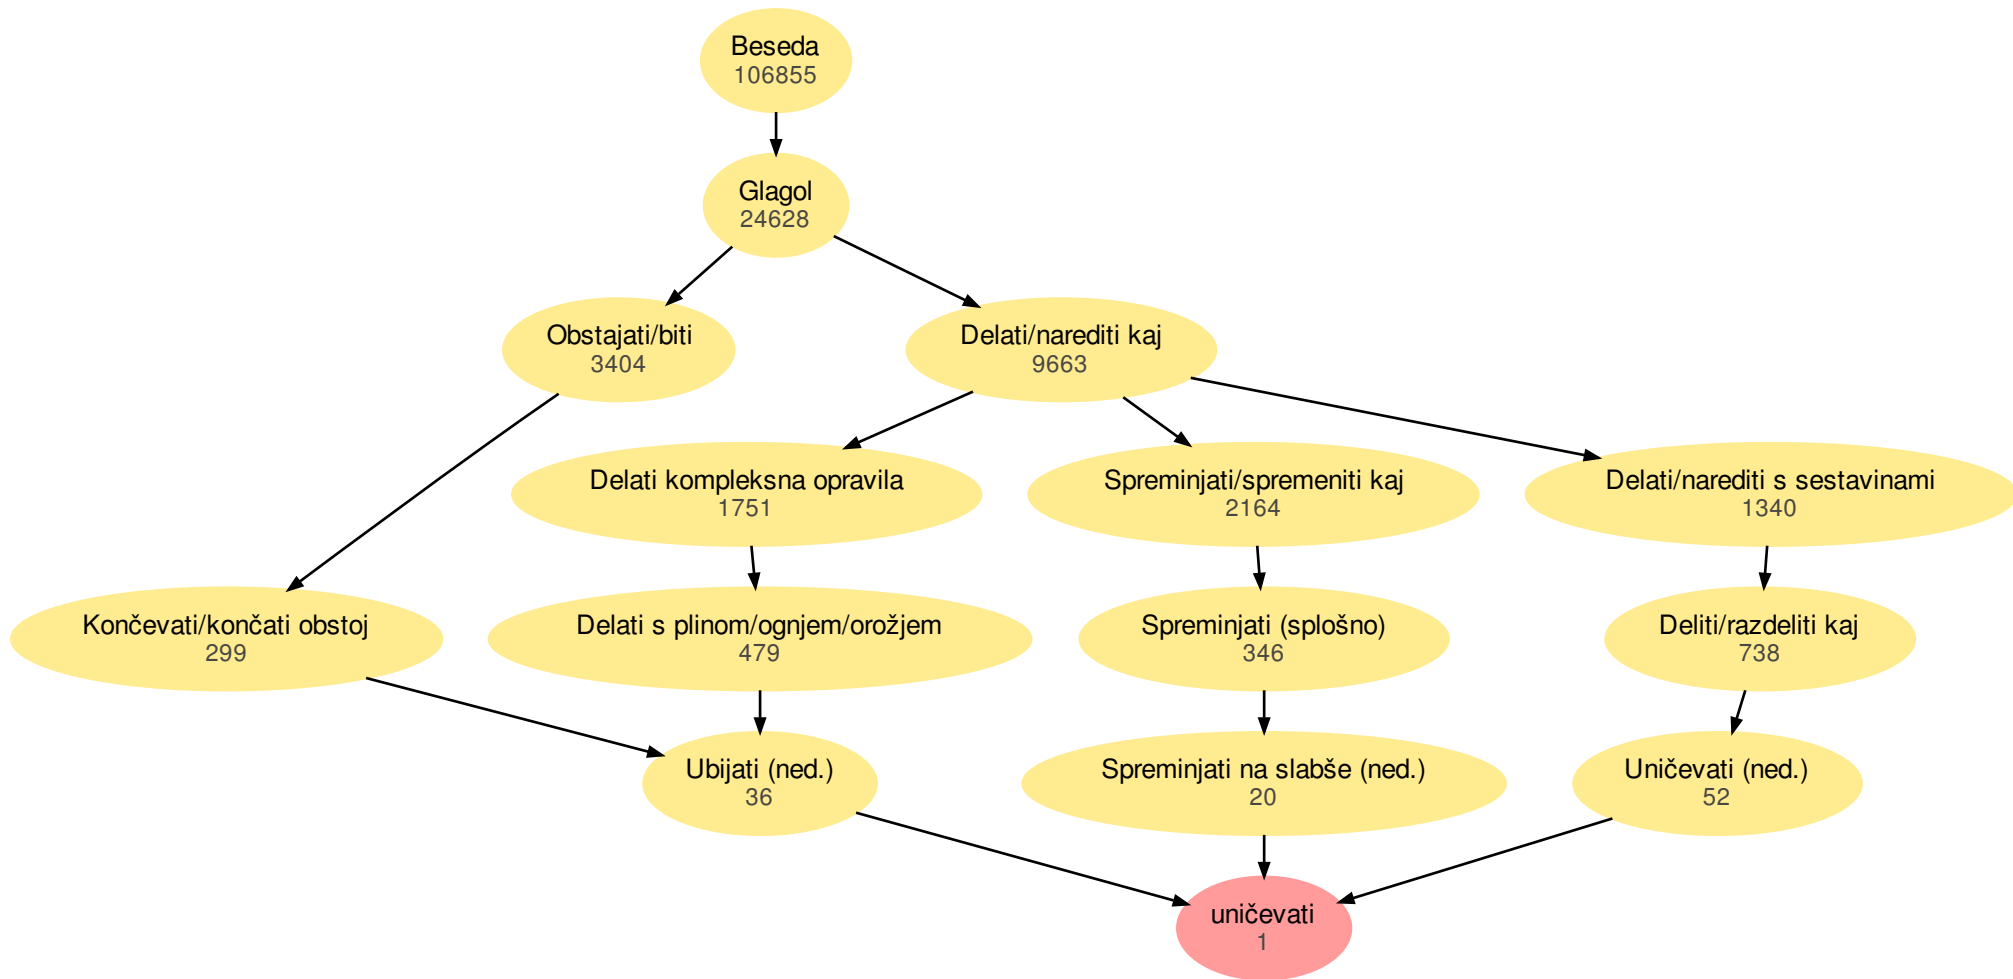 Beseda
106855
Glagol
24628
Obstajati/biti
3404
Delati/narediti kaj
9663
Delati kompleksna opravila
1751
Spreminjati/spremeniti kaj
2164
Delati/narediti s sestavinami
1340
Končevati/končati obstoj
299
Delati s plinom/ognjem/orožjem
479
Spreminjati (splošno)
346
Deliti/razdeliti kaj
738
Ubijati (ned.)
36
Spreminjati na slabše (ned.)
20
Uničevati (ned.)
52
uničevati
1